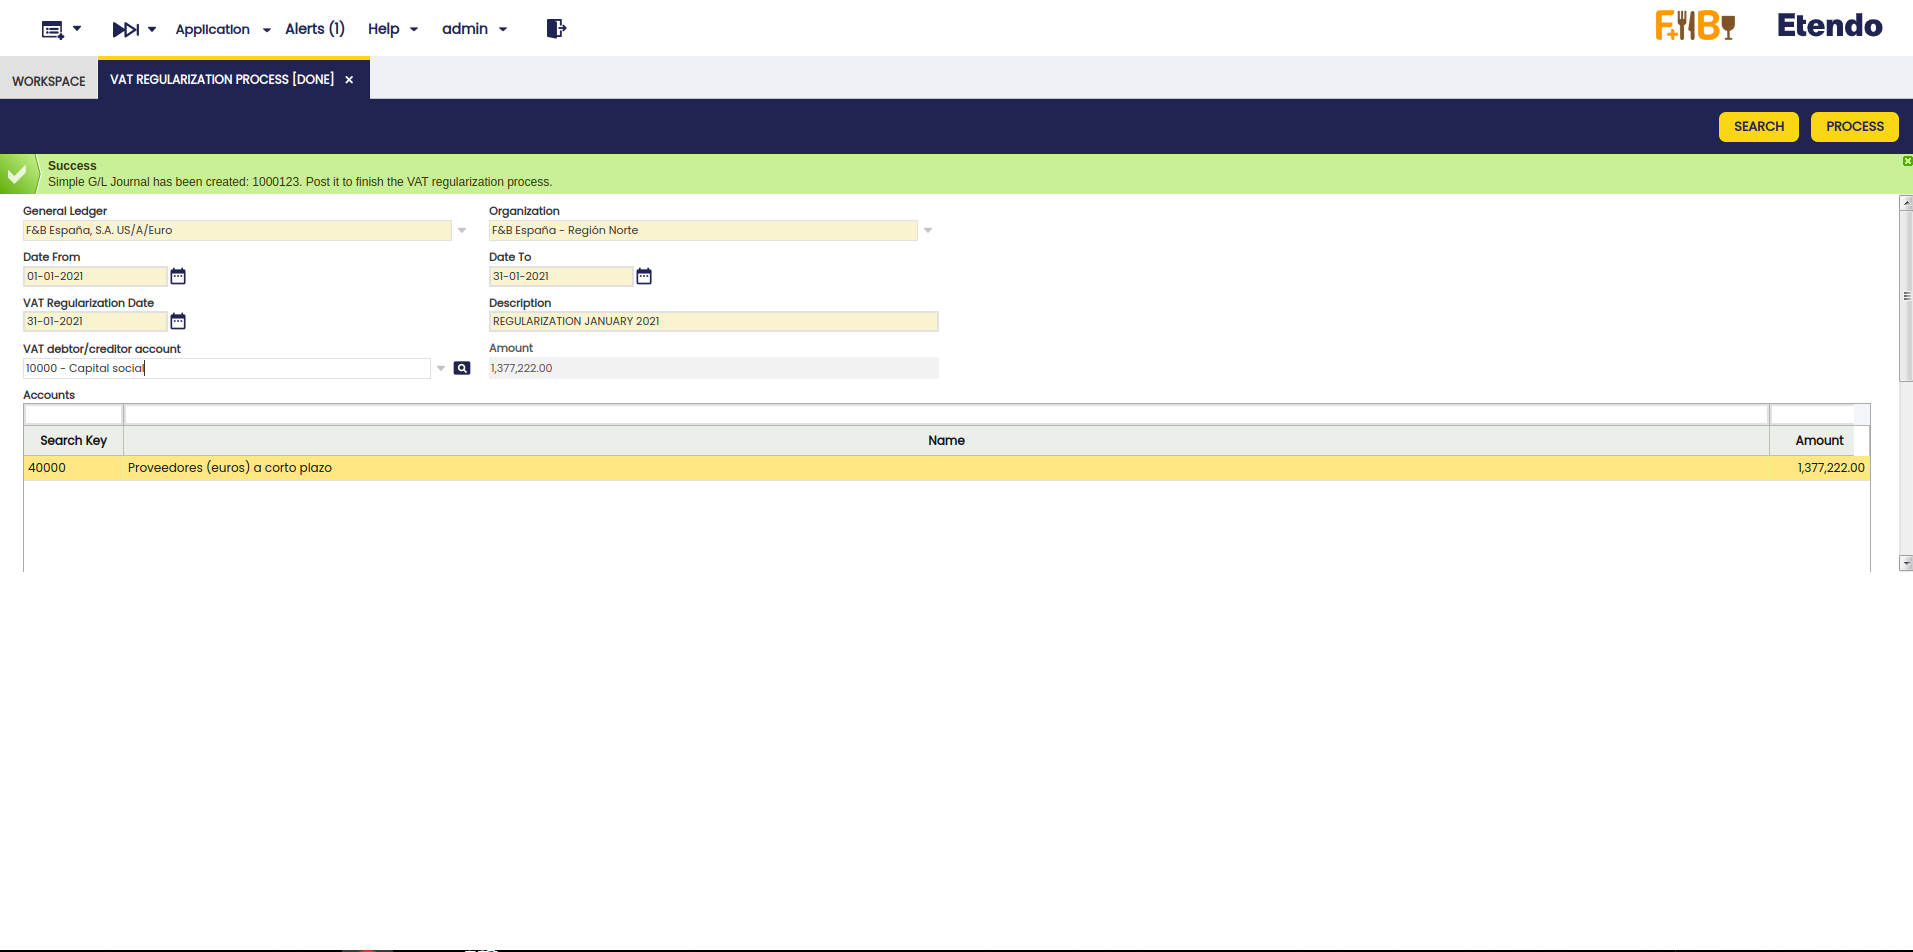 Application
Alerts (1)
Help
admin
F+B
Etendo
WORKSPACE
VAT REGULARIZATION PROCESS [DONE]
SEARCH
PROCESS
Success
Simple G/L Journal has been created: 1000123. Post it to finish the VAT regularization process.
General Ledger
Organization
F&B España, S.A. US/A/Euro
F&B España - Región Norte
Date From
Date To
01-01-2021
31-01-2021
VAT Regularization Date
Description
31-01-2021
REGULARIZATION JANUARY 2021
VAT debtor/creditor account
Amount
10000 - Capital social
1,377,222.00
Accounts
Search Key
Name
Amount
40000
Proveedores (euros) a corto plazo
1,377,222.00